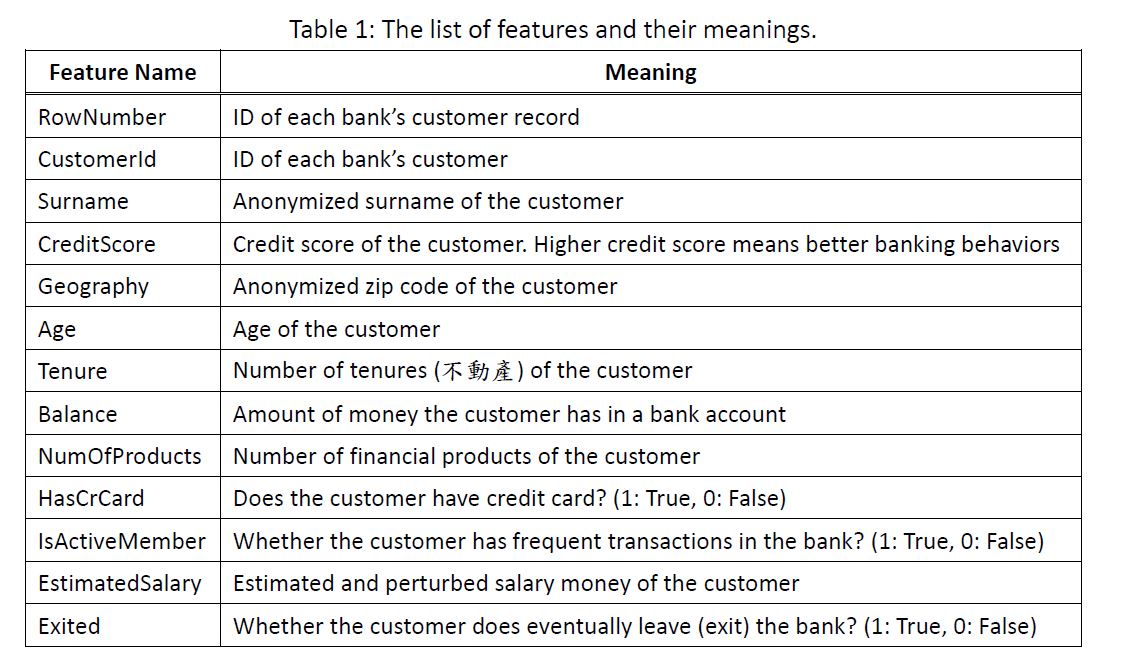 Table 1: The list of features and their meanings.
Feature Name Meaning
RowNumber ID of each bank’s customer record
CustomerId ID of each bank’s customer
Surname Anonymized surname of the customer
CreditScore Credit score of the customer. Higher credit score means better banking behaviors
Geography Anonymized zip code of the customer
Age Age of the customer
Tenure Number of tenures (不動產) of the customer
Balance Amount of money the customer has in a bank account
NumOfProducts Number of financial products of the customer
HasCrCard Does the customer have credit card? (1: True, 0: False)
IsActiveMember Whether the customer has frequent transactions in the bank? (1: True, 0: False)
EstimatedSalary Estimated and perturbed salary money of the customer
Exited Whether the customer does eventually leave (exit) the bank? (1: True, 0: False)